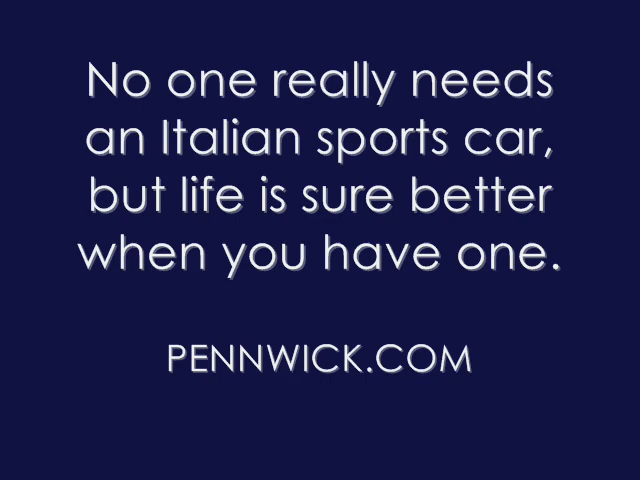 No one really needs
an Italian sports car,
but life is sure better
when you have one.
PENNWICK.COM